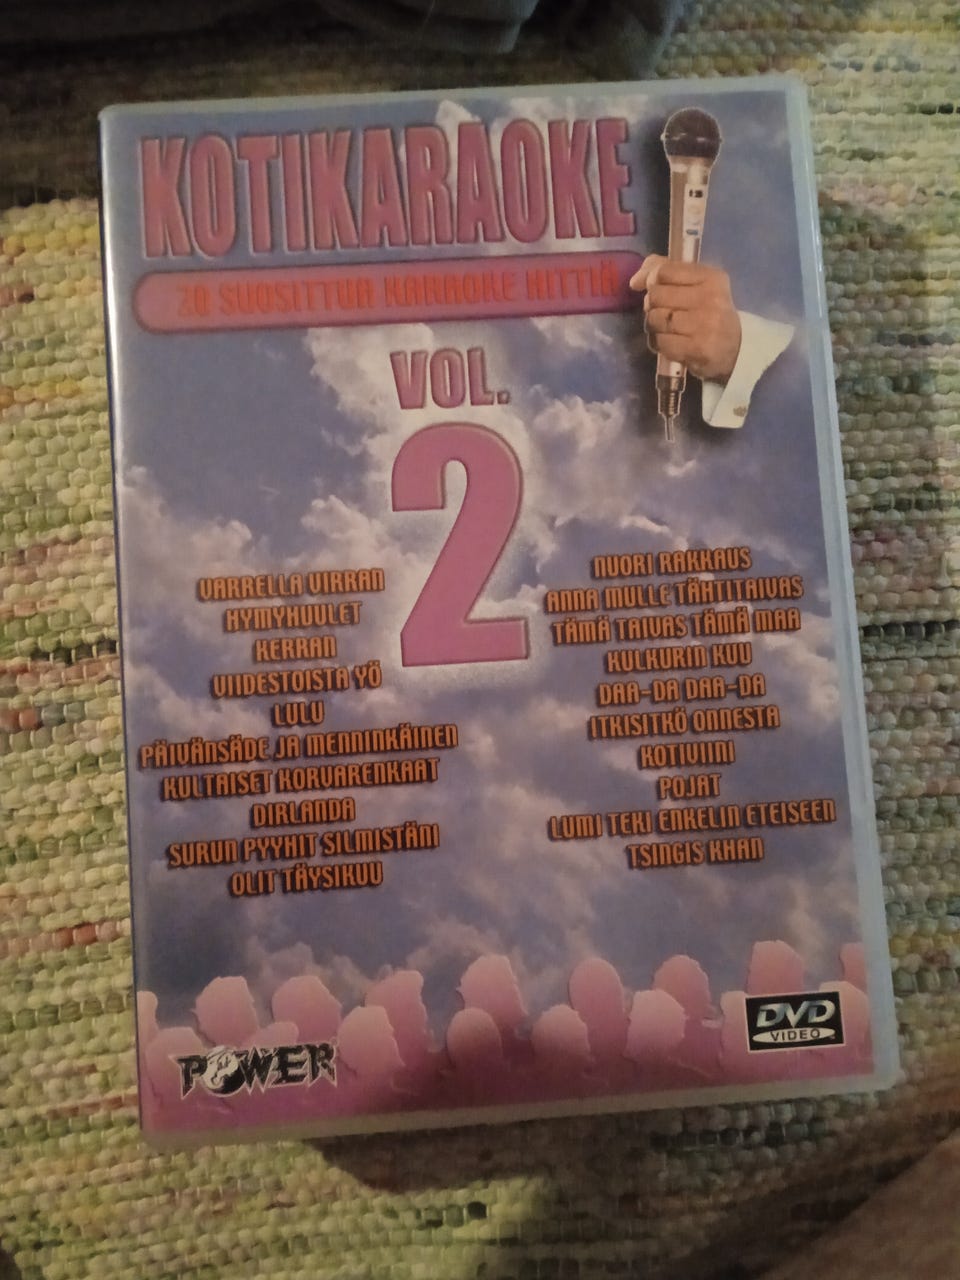 KOTIKARAOKE
20 SUOSITTUA KARAOKE HITTIÄ
VOL.
2
VARRELLA VIRRAN
HYMYHUULET
KERRAN
VIIDESTOISTA YÖ
LULU
PÄIVÄNSÄDE JA MENNINKÄINEN
KULTAISET KORVARENKAAT
DIRLANDA
SURUN PYYHIT SILMISTÄNI
OLIT TÄYSIKUU
NUORI RAKKAUS
ANNA MULLE TÄHTITAIVAS
TÄMÄ TAIVAS TÄMÄ MAA
KULKURIN KUU
DAA-DA DAA-DA
ITKISITKÖ ONNESTA
KOTIVIINI
POJAT
LUMI TEKI ENKELIN ETEISEEN
TSINGIS KHAN
POWER
DVD
VIDEO